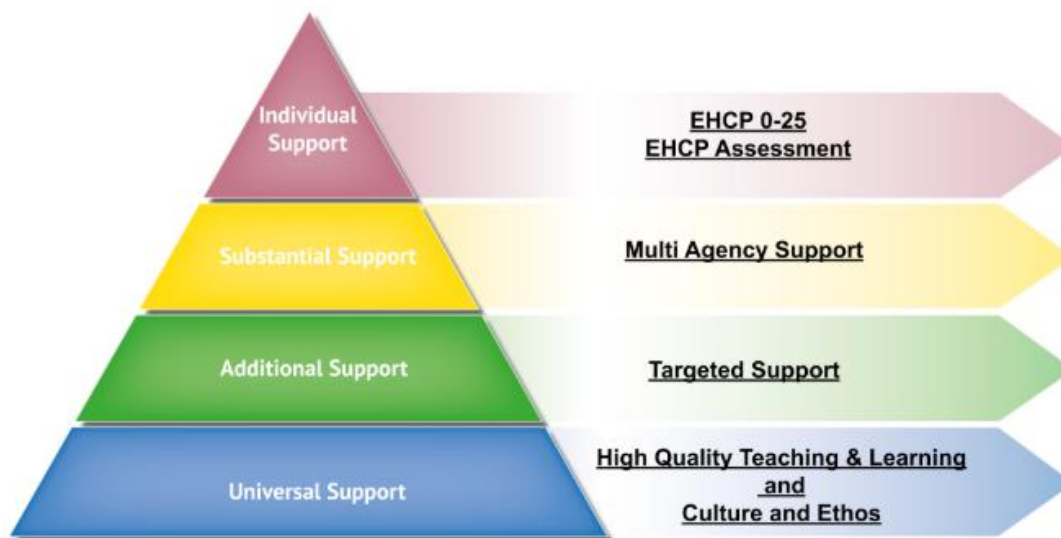 Individual
Support
EHCP 0-25
EHCP Assessment
Substantial Support
Multi Agency Support
Additional Support
Targeted Support
Universal Support
High Quality Teaching & Learning
and
Culture and Ethos